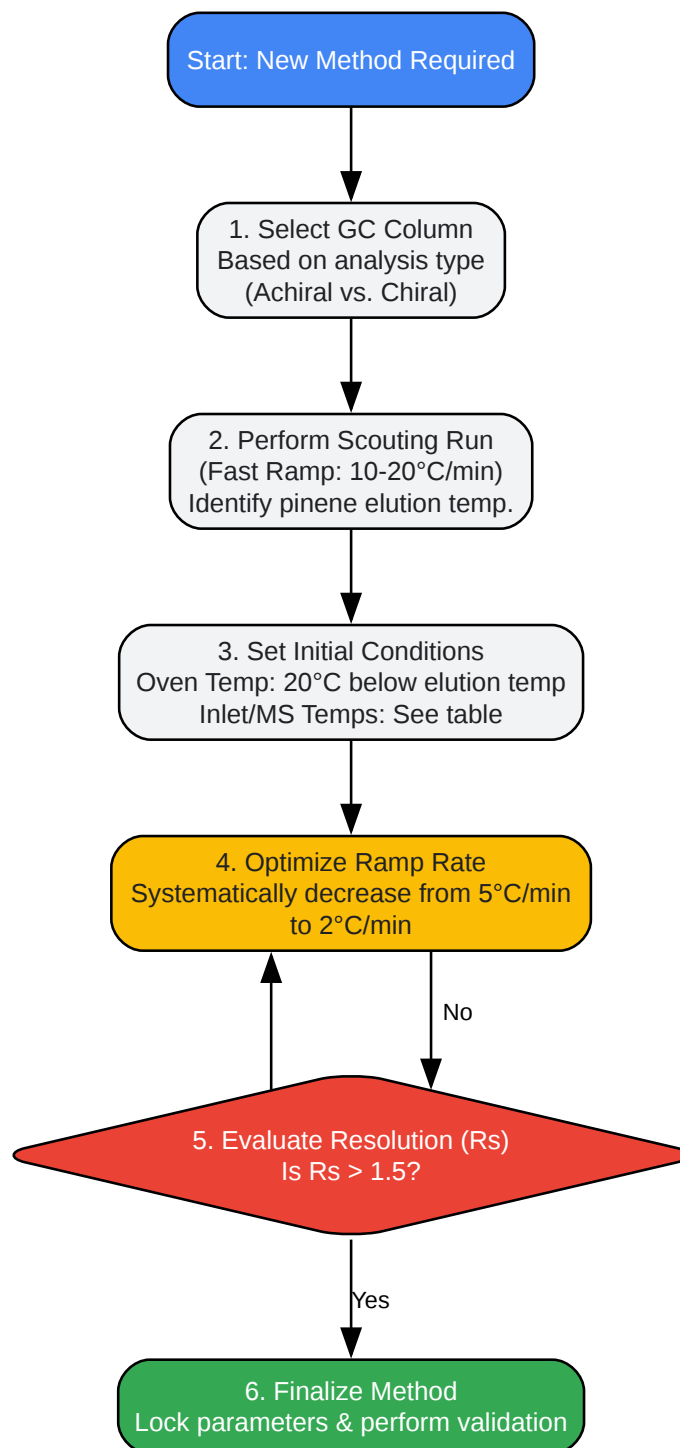 Start: New Method Required
1. Select GC Column
Based on analysis type
(Achiral vs. Chiral)
2. Perform Scouting Run
(Fast Ramp: 10-20°C/min)
Identify pinene elution temp.
3. Set Initial Conditions
Oven Temp: 20°C below elution temp
Inlet/MS Temps: See table
4. Optimize Ramp Rate
Systematically decrease from 5°C/min
to 2°C/min
No
5. Evaluate Resolution (Rs)
Is Rs > 1.5?
Yes
6. Finalize Method
Lock parameters & perform validation